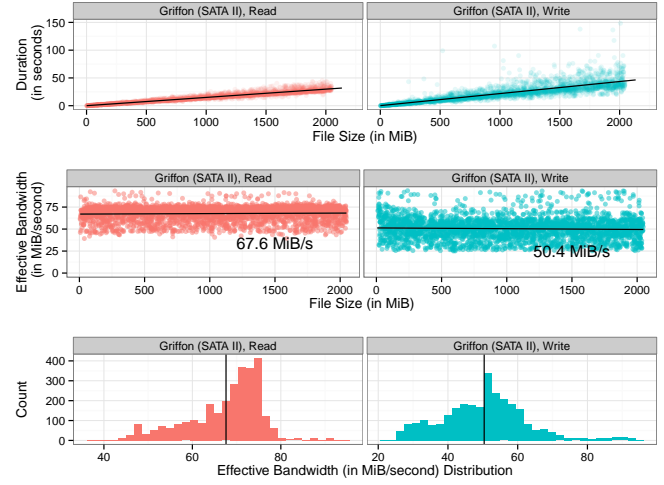 Griffon (SATA II), Read
Griffon (SATA II), Write
Duration
(in seconds)
150
100
50
0
0 500 1000 1500 2000
0 500 1000 1500 2000
File Size (in MiB)
Griffon (SATA II), Read
Griffon (SATA II), Write
Effective Bandwidth
(in MiB/second)
75
50
25
0
67.6 MiB/s
50.4 MiB/s
0 500 1000 1500 2000
0 500 1000 1500 2000
File Size (in MiB)
Griffon (SATA II), Read
Griffon (SATA II), Write
Count
400
300
200
100
0
40 60 80
20 40 60 80
Effective Bandwidth (in MiB/second) Distribution